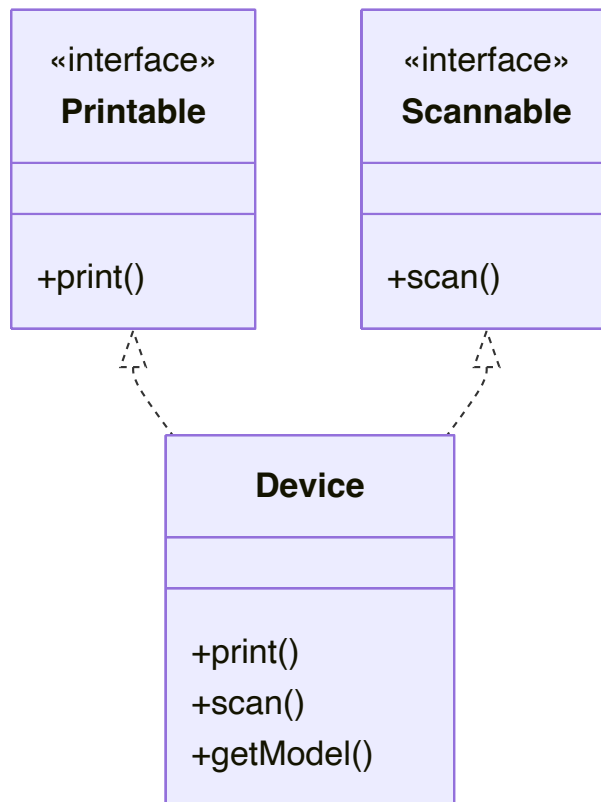 «interface»
Printable
+print()
«interface»
Scannable
+scan()
Device
+print()
+scan()
+getModel()